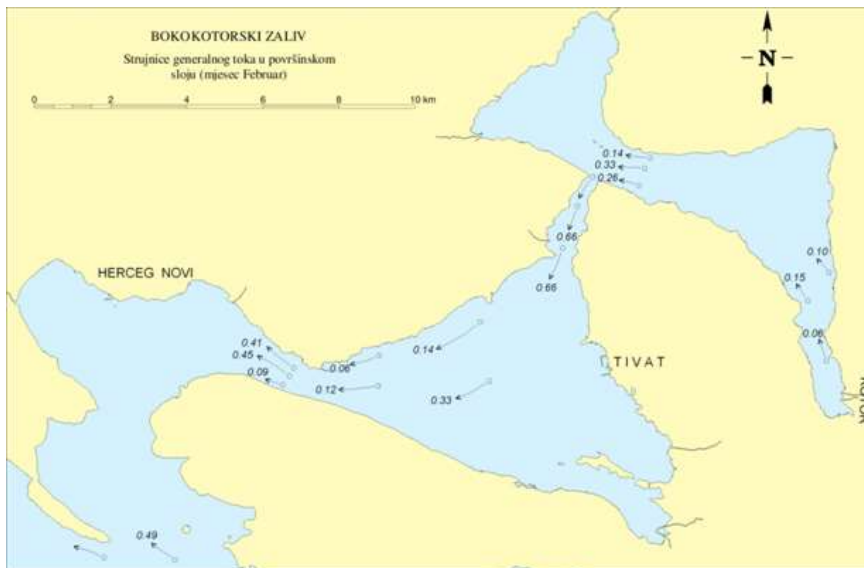 BOKOKOTORSKI ZALIV
Strujnice generalnog toka u površinskom
sloju (mjesec Februar)
0 2 4 6 8 10 km
N
0.14
0.33
0.26
0.66
0.66
0.10
0.15
0.06
HERCEG NOVI
0.41
0.45
0.09
0.06
0.12
0.14
0.33
TIVAT
KOTOR
0.49